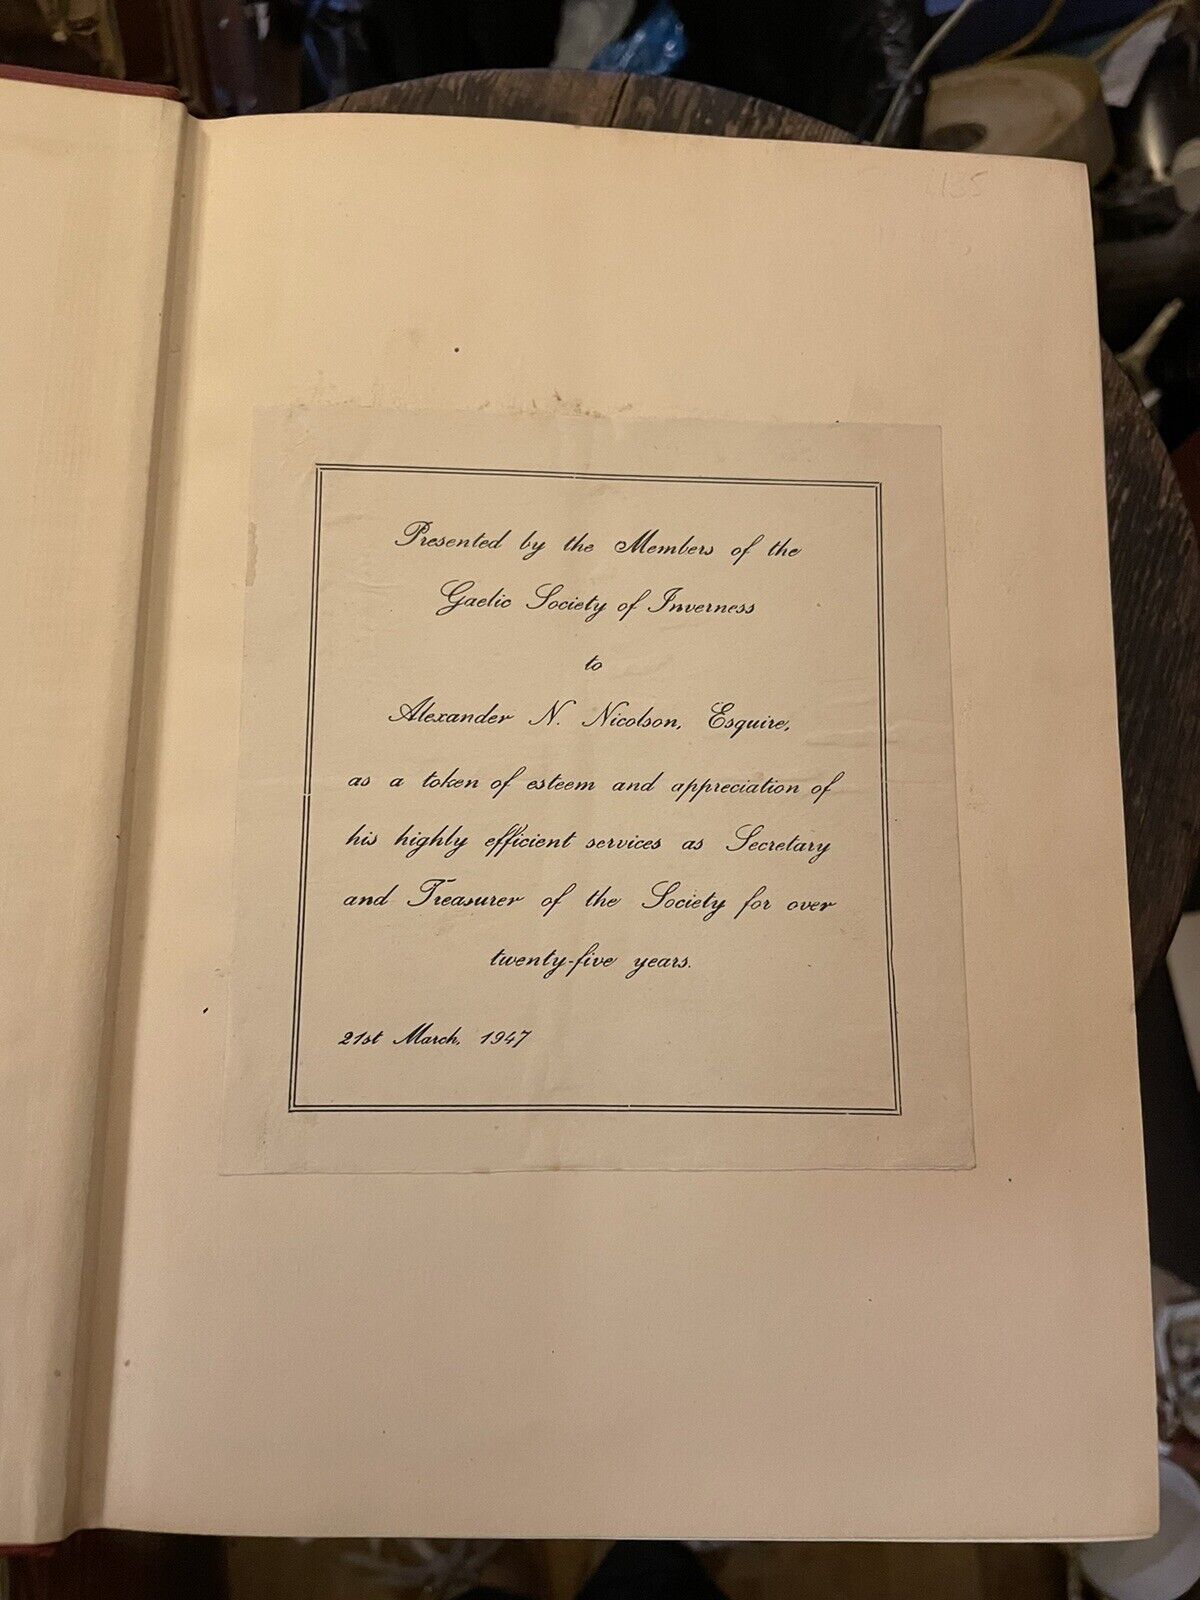 Presented by the Members of the
Gaelic Society of Inverness
to
Alexander N. Nicolson, Esquire,
as a token of esteem and appreciation of
his highly efficient services as Secretary
and Treasurer of the Society for over
twenty-five years.
21st March, 1947